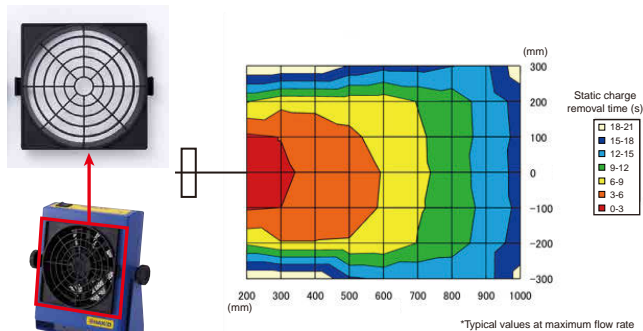 (mm)
300
200
100
0
−100
−200
−300
200 300 400 500 600 700 800 900 1000
(mm)
Static charge
removal time (s)
18-21
15-18
12-15
9-12
6-9
3-6
0-3
*Typical values at maximum flow rate